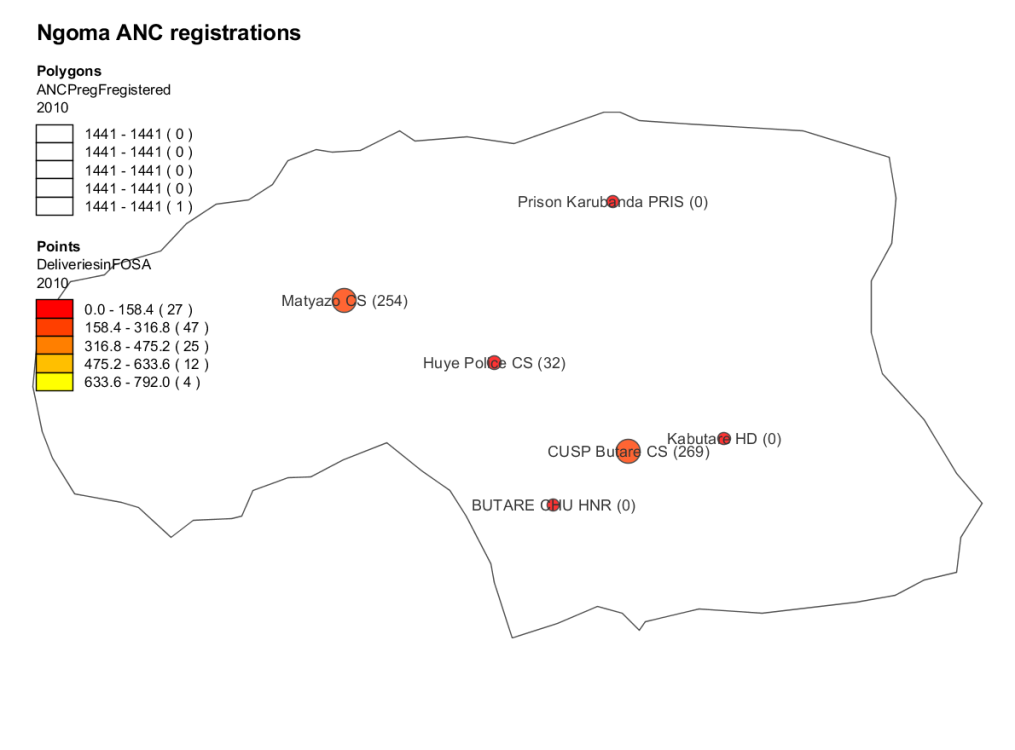 Ngoma ANC registrations
Polygons
ANCPregFregistered
2010
1441 - 1441 ( 0 )
1441 - 1441 ( 0 )
1441 - 1441 ( 0 )
1441 - 1441 ( 0 )
1441 - 1441 ( 1 )
Points
DeliveriesinFOSA
2010
0.0 - 158.4 ( 27 )
158.4 - 316.8 ( 47 )
316.8 - 475.2 ( 25 )
475.2 - 633.6 ( 12 )
633.6 - 792.0 ( 4 )
Prison Karubanda PRIS (0)
Matyazo CS (254)
Huye Police CS (32)
Kabutare HD (0)
CUSP Butare CS (269)
BUTARE CHU HNR (0)